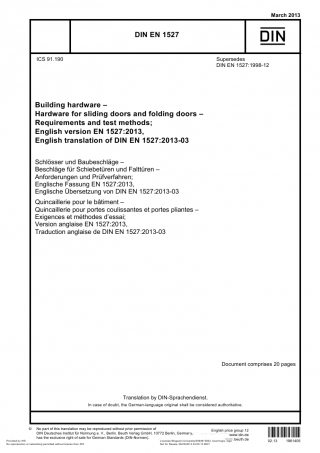 March 2013
DIN EN 1527
DIN
ICS 91.190
Supersedes
DIN EN 1527:1998-12
Building hardware –
Hardware for sliding doors and folding doors –
Requirements and test methods;
English version EN 1527:2013,
English translation of DIN EN 1527:2013-03
Schlösser und Baubeschläge –
Beschläge für Schiebetüren und Falttüren –
Anforderungen und Prüfverfahren;
Englische Fassung EN 1527:2013,
Englische Übersetzung von DIN EN 1527:2013-03
Quincaillerie pour le bâtiment –
Quincaillerie pour portes coulissantes et portes pliantes –
Exigences et méthodes d'essai;
Version anglaise EN 1527:2013,
Traduction anglaise de DIN EN 1527:2013-03
Document comprises 20 pages
Translation by DIN-Sprachendienst.
In case of doubt, the German-language original shall be considered authoritative.
© No part of this translation may be reproduced without prior permission of
DIN Deutsches Institut für Normung e. V., Berlin. Beuth Verlag GmbH, 10772 Berlin, Germany,
has the exclusive right of sale for German Standards (DIN-Normen).
English price group 12
www.din.de
www.beuth.de